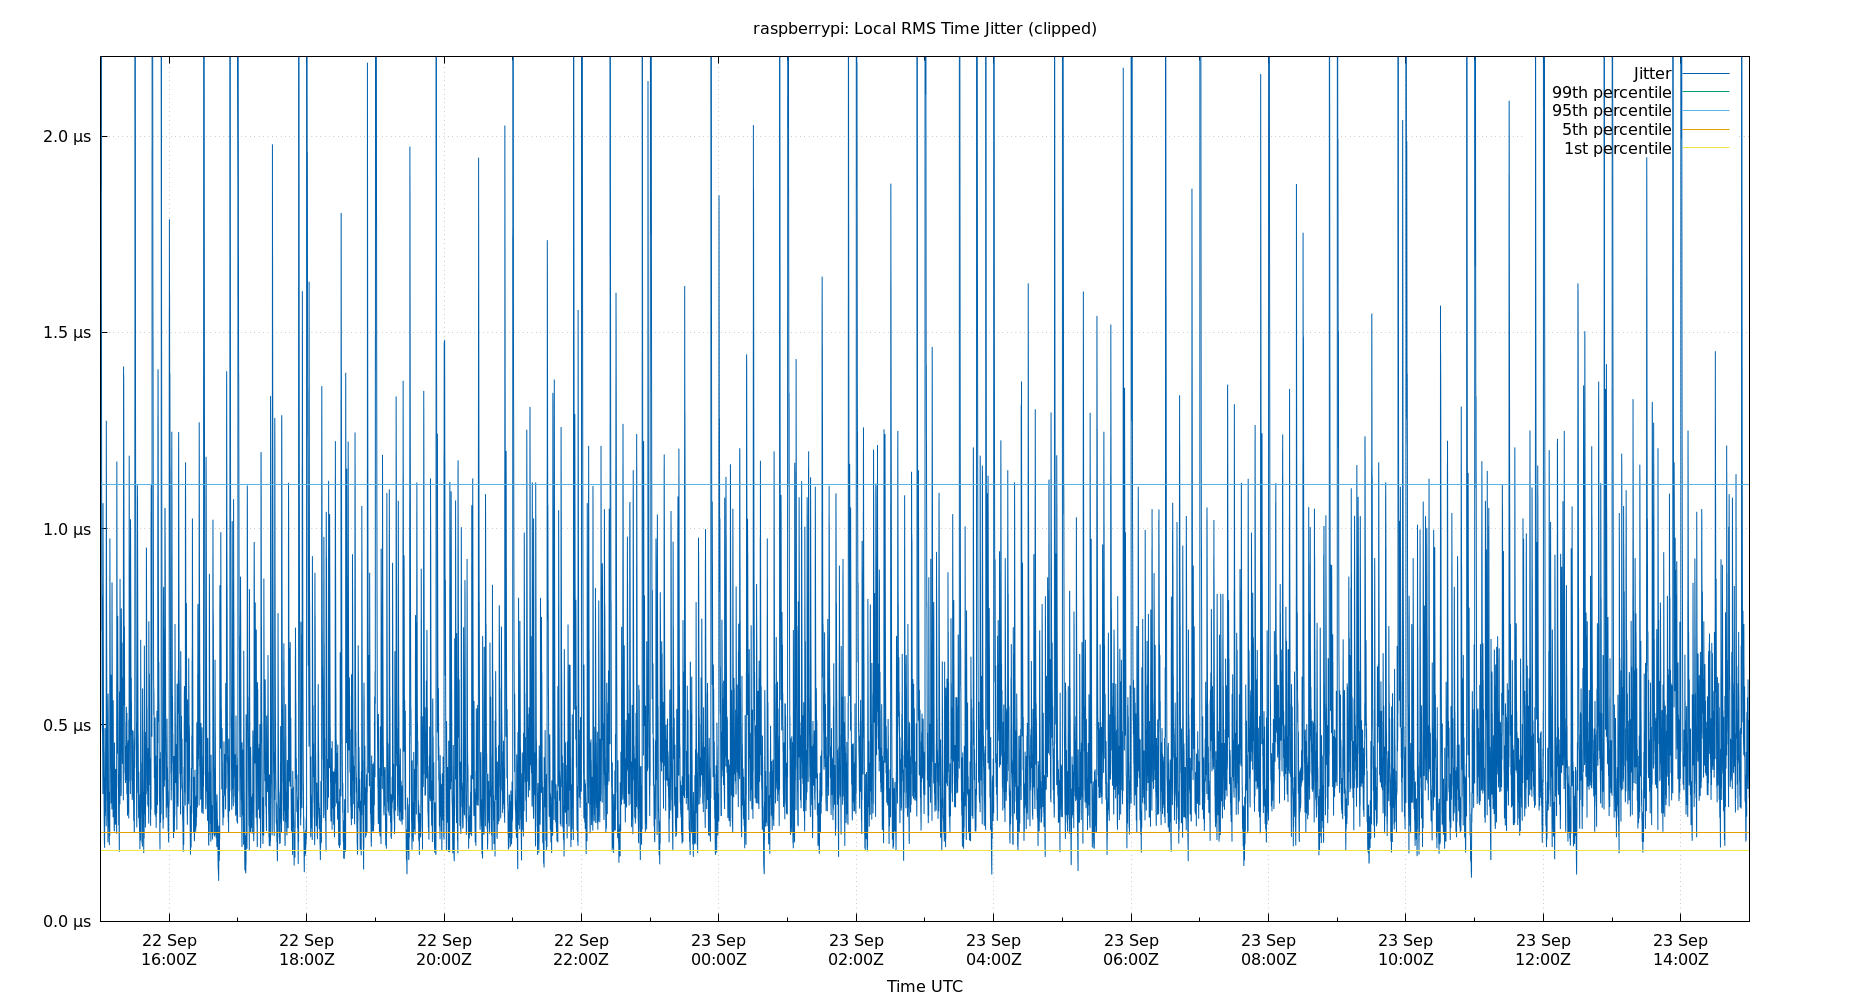 raspberrypi: Local RMS Time Jitter (clipped)
Jitter
99th percentile
95th percentile
5th percentile
1st percentile
2.0 µs
1.5 µs
1.0 µs
0.5 µs
0.0 µs
22 Sep 22 Sep 22 Sep 22 Sep 23 Sep 23 Sep 23 Sep 23 Sep 23 Sep 23 Sep 23 Sep 23 Sep
16:00Z 18:00Z 20:00Z 22:00Z 00:00Z 02:00Z 04:00Z 06:00Z 08:00Z 10:00Z 12:00Z 14:00Z
Time UTC